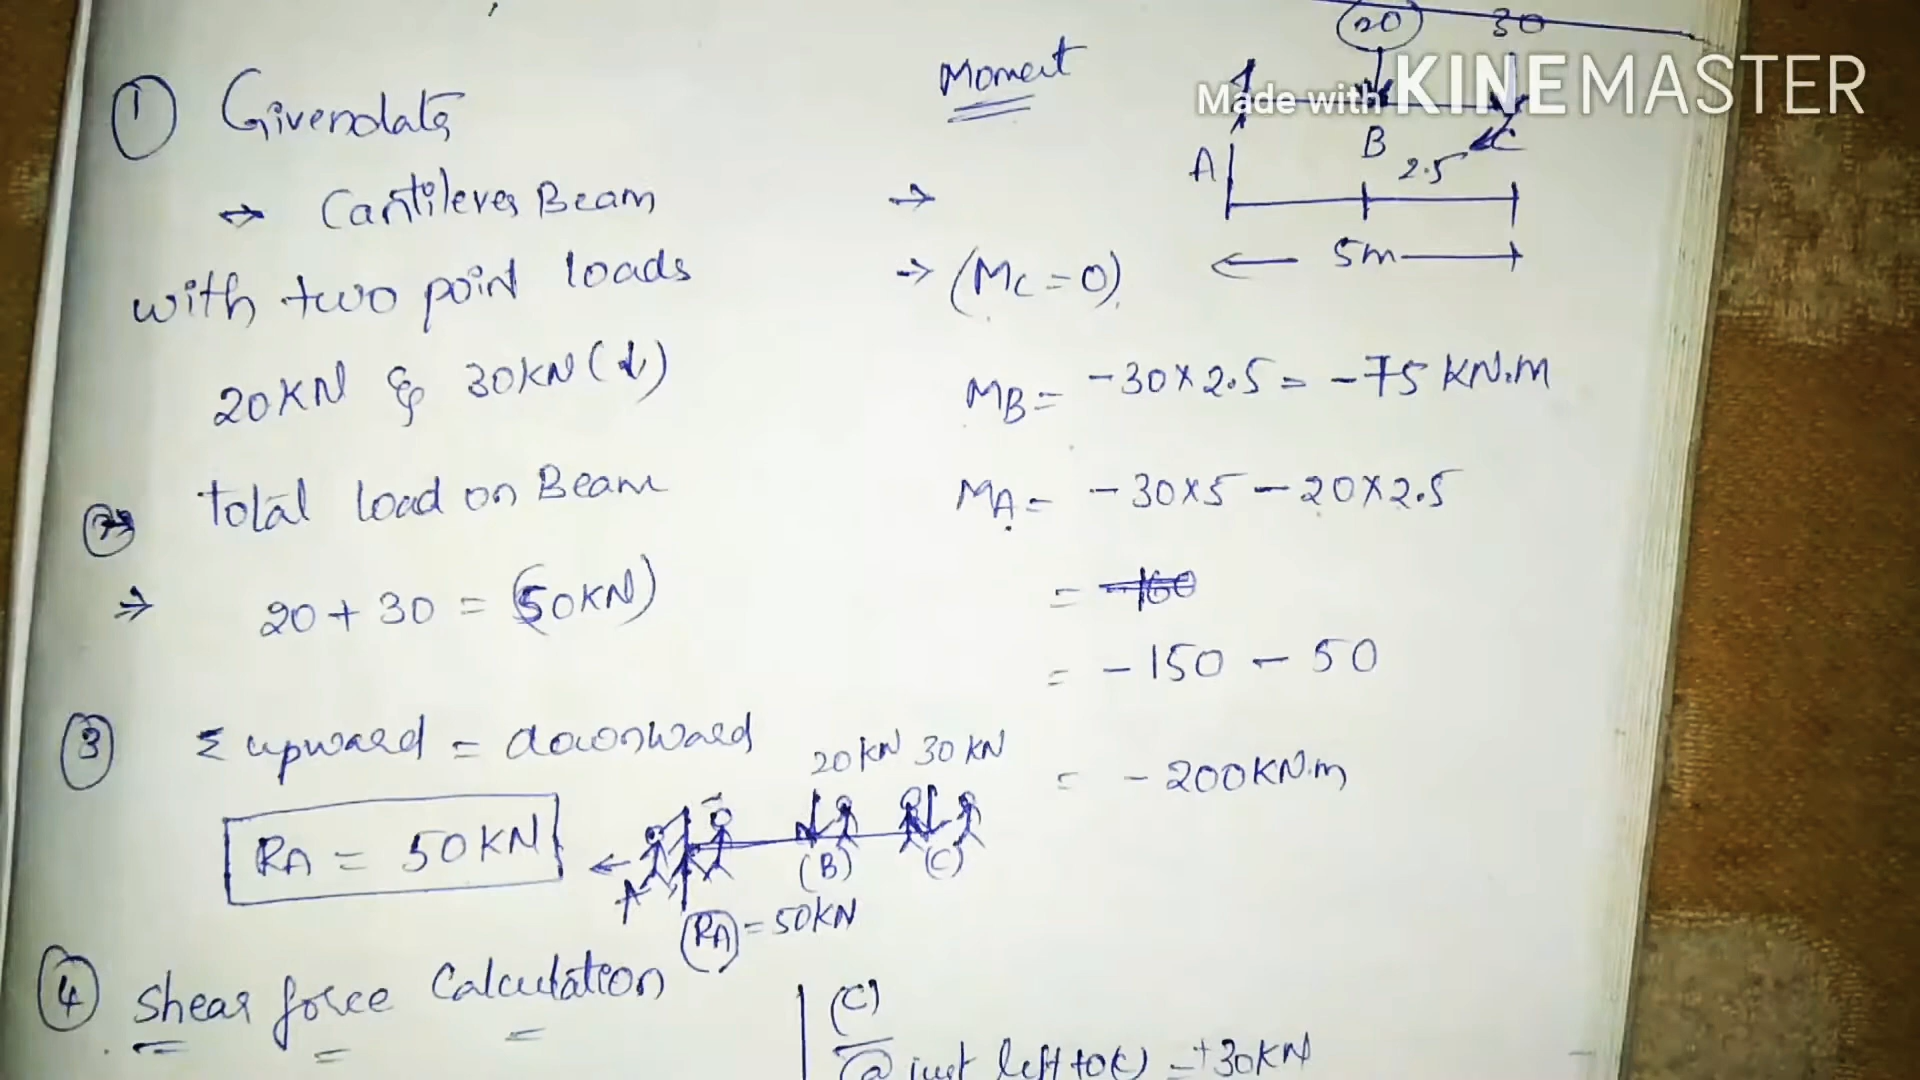 ① Givendata
→ Cantilever Beam
with two point loads
20KN & 30KN (↓)
total load on Beam
⇒ 20 + 30 = (50KN)
③ Σ upward = downward
RA = 50KN
20KN 30KN
A (B) (C)
(RA) = 50KN
④ Shear force Calculation
Moment
20 30
A B C
2.5
5m
Made with KINEMASTER
→
→ (MC = 0)
MB = -30×2.5 = -75 KN.m
MA = -30×5 - 20×2.5
= -160
= -150 - 50
= -200KN.m
(C)
@ just left to (C) = +30KN